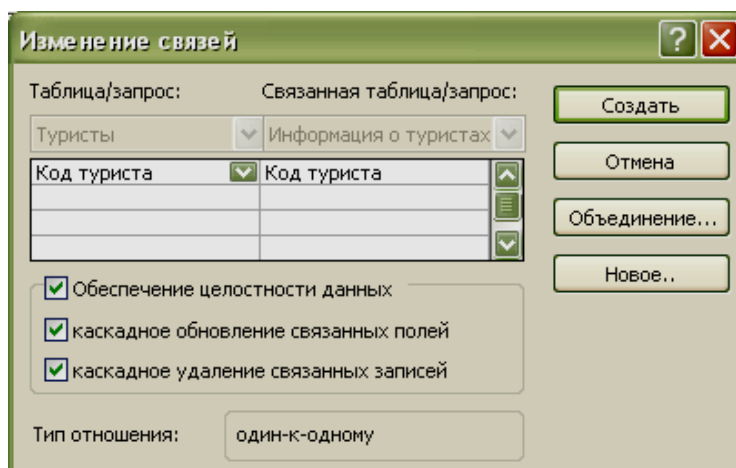 Изменение связей
Таблица/запрос: Связанная таблица/запрос:
Создать
Туристы Информация о туристах
Отмена
Код туриста Код туриста
Объединение...
Новое..
Обеспечение целостности данных
каскадное обновление связанных полей
каскадное удаление связанных записей
Тип отношения: один-к-одному